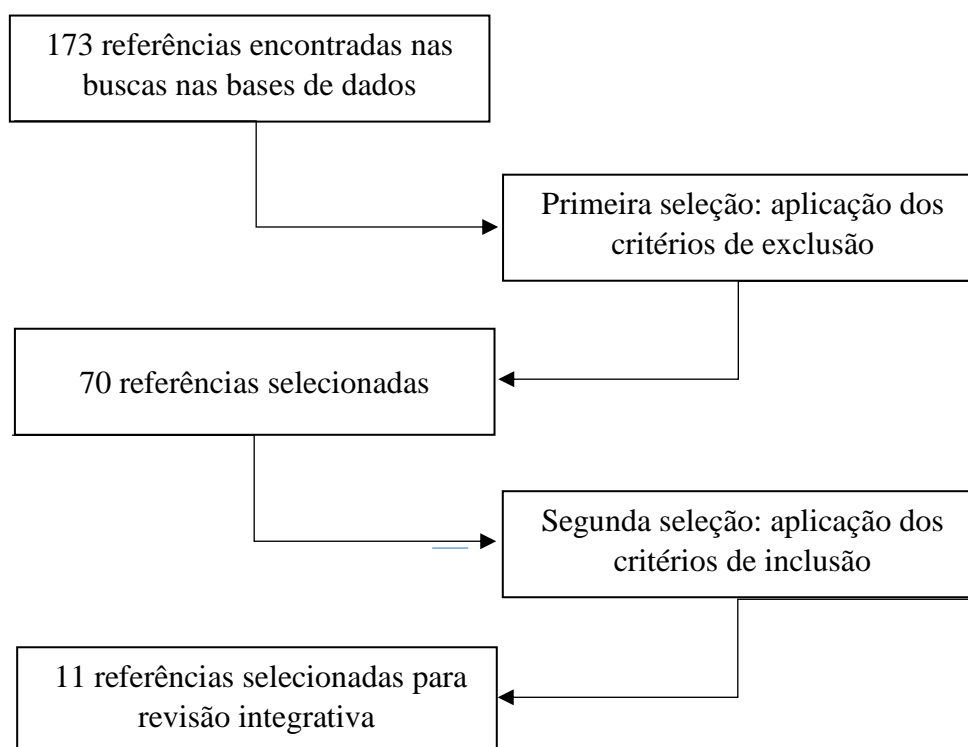 173 referências encontradas nas
buscas nas bases de dados
Primeira seleção: aplicação dos
critérios de exclusão
70 referências selecionadas
Segunda seleção: aplicação dos
critérios de inclusão
11 referências selecionadas para
revisão integrativa